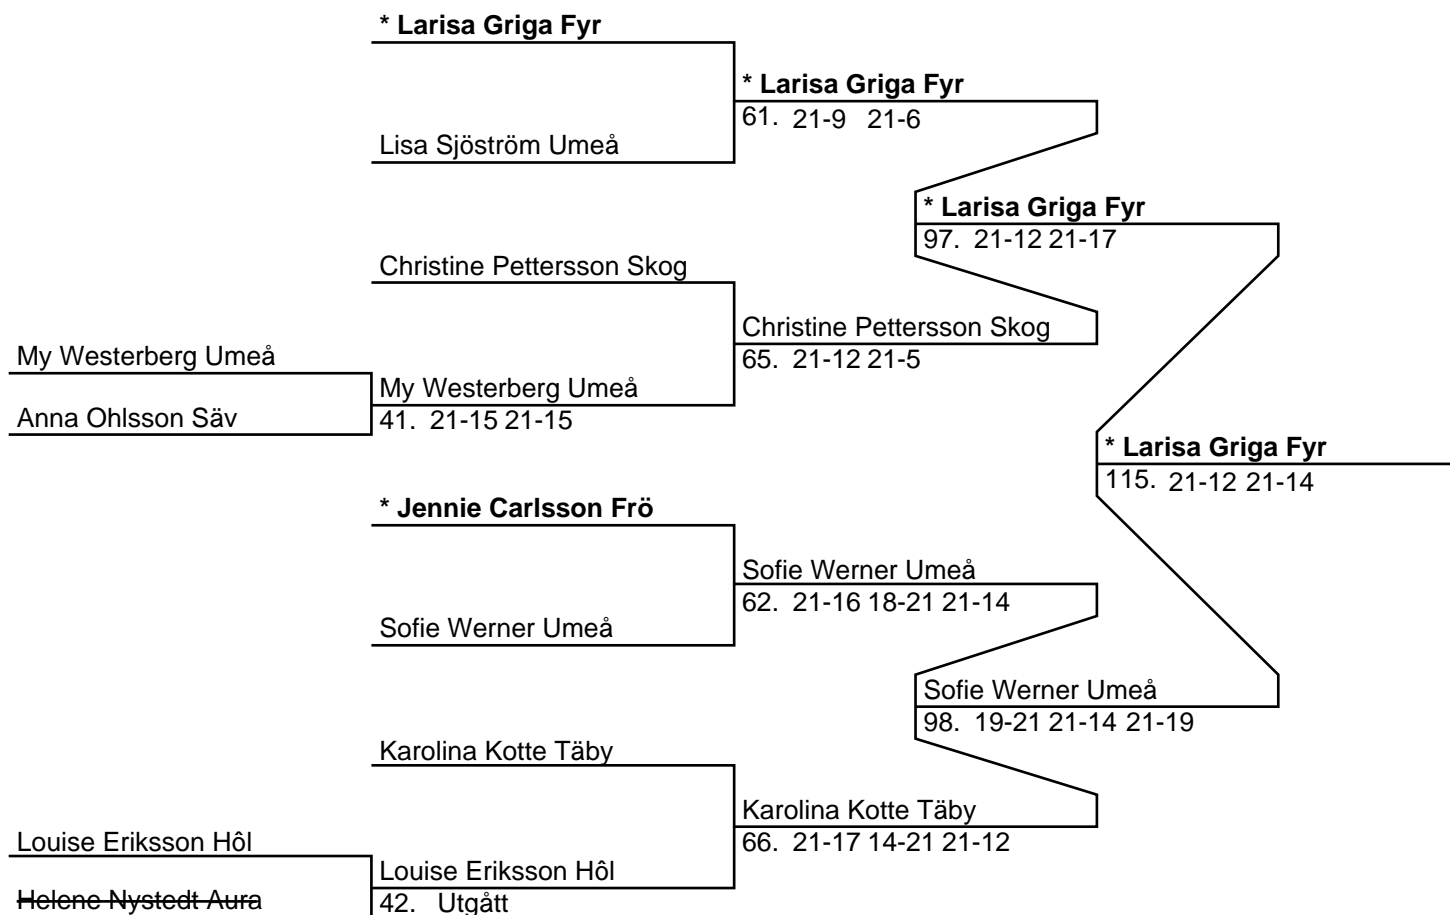 * Larisa Griga Fyr
* Larisa Griga Fyr
61. 21-9 21-6
Lisa Sjöström Umeå
* Larisa Griga Fyr
97. 21-12 21-17
Christine Pettersson Skog
Christine Pettersson Skog
65. 21-12 21-5
My Westerberg Umeå
My Westerberg Umeå
41. 21-15 21-15
Anna Ohlsson Säv
* Larisa Griga Fyr
115. 21-12 21-14
* Jennie Carlsson Frö
Sofie Werner Umeå
62. 21-16 18-21 21-14
Sofie Werner Umeå
Sofie Werner Umeå
98. 19-21 21-14 21-19
Karolina Kotte Täby
Karolina Kotte Täby
66. 21-17 14-21 21-12
Louise Eriksson Hôl
Louise Eriksson Hôl
42. Utgått
Helene Nystedt Aura